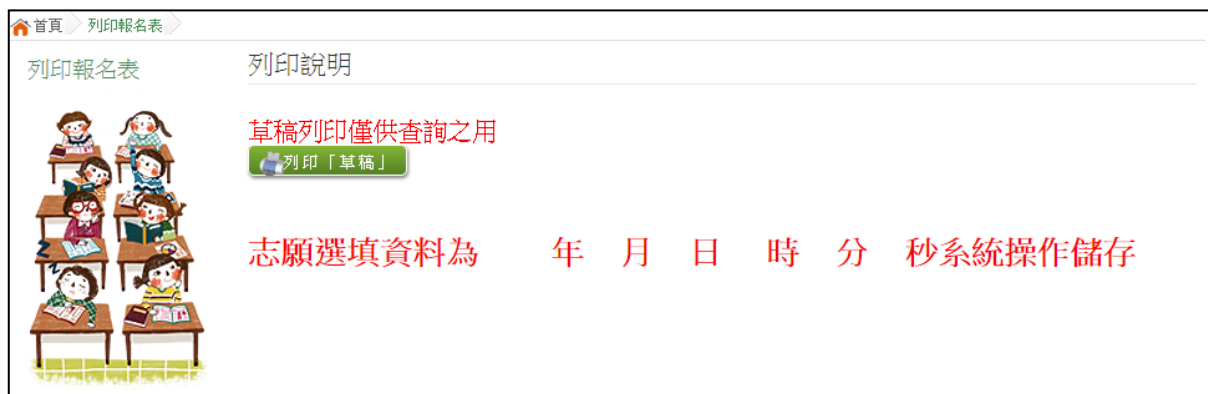 首頁 列印報名表
列印報名表
列印說明
草稿列印僅供查詢之用
列印「草稿」
志願選填資料為 年 月 日 時 分 秒系統操作儲存